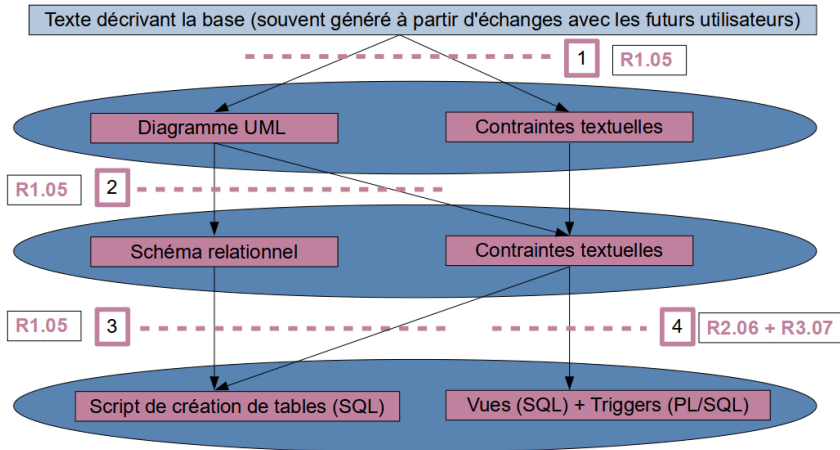 Texte décrivant la base (souvent généré à partir d'échanges avec les futurs utilisateurs)
1 R1.05
Diagramme UML Contraintes textuelles
R1.05 2
Schéma relationnel Contraintes textuelles
R1.05 3 4 R2.06 + R3.07
Script de création de tables (SQL) Vues (SQL) + Triggers (PL/SQL)